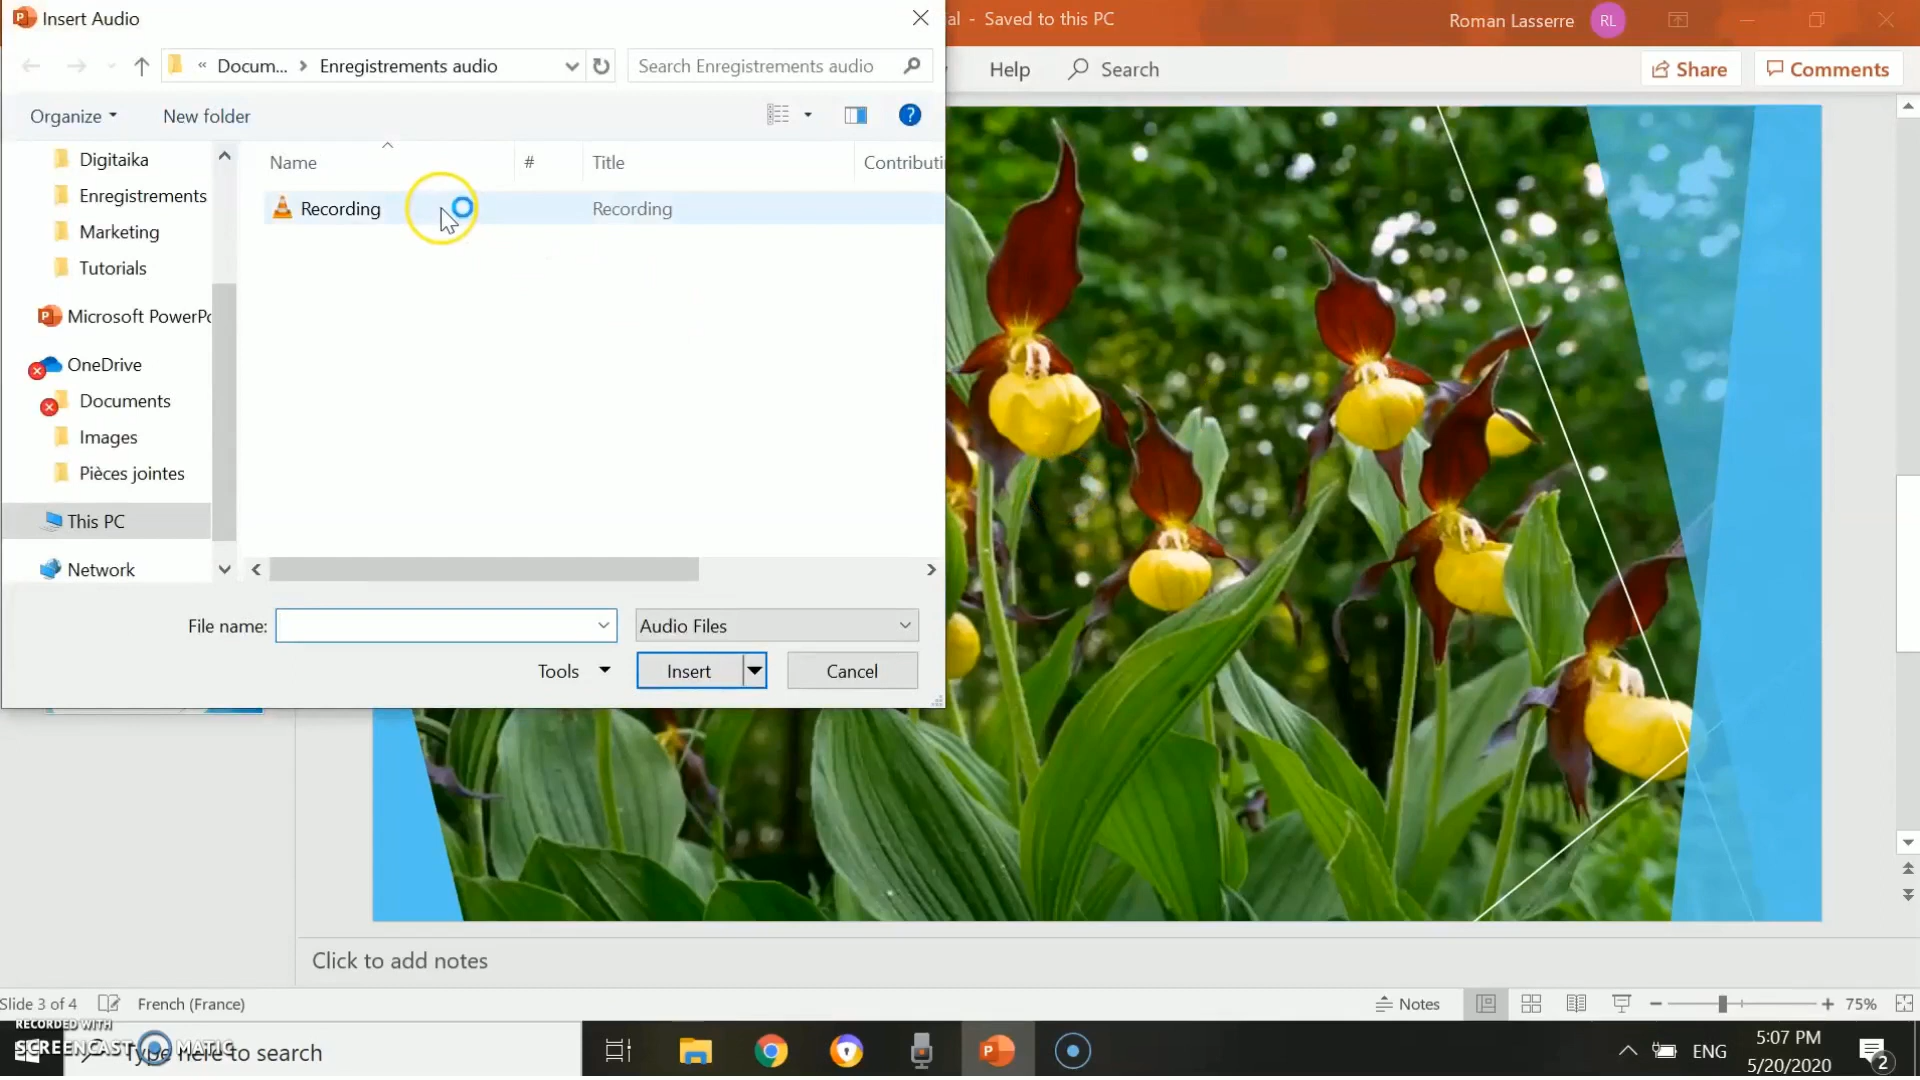 Insert Audio
al - Saved to this PC
Roman Lasserre
RL
« Docum... > Enregistrements audio
Search Enregistrements audio
Help
Search
Share
Comments
Organize
New folder
Name
#
Title
Contributi
Digitaika
Enregistrements
Marketing
Tutorials
Microsoft PowerPo
OneDrive
Documents
Images
Pièces jointes
This PC
Network
Recording
Recording
File name:
Audio Files
Tools
Insert
Cancel
Click to add notes
Slide 3 of 4
French (France)
Notes
75%
RECORDED WITH
SCREENCAST MATIC
Type here to search
ENG
5:07 PM
5/20/2020
2